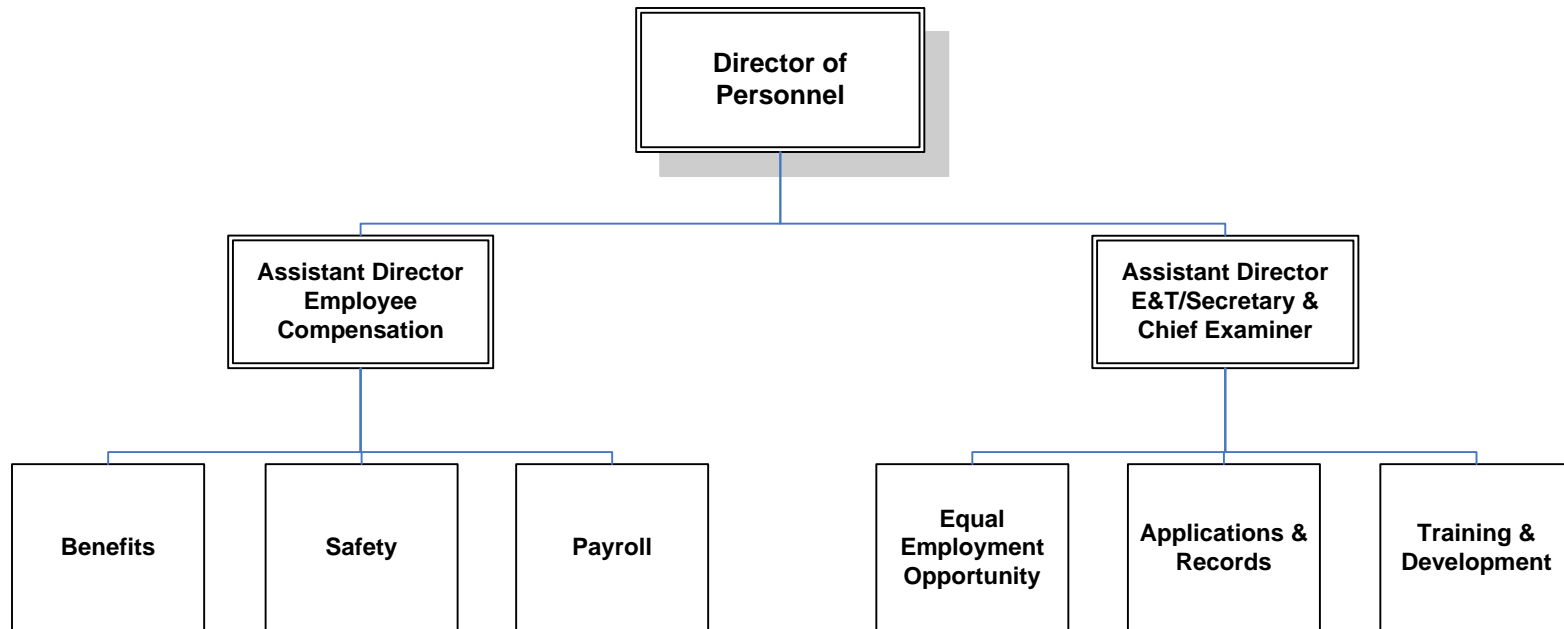 Director of
Personnel
Assistant Director
Employee
Compensation
Assistant Director
E&T/Secretary &
Chief Examiner
Benefits
Safety
Payroll
Equal
Employment
Opportunity
Applications &
Records
Training &
Development